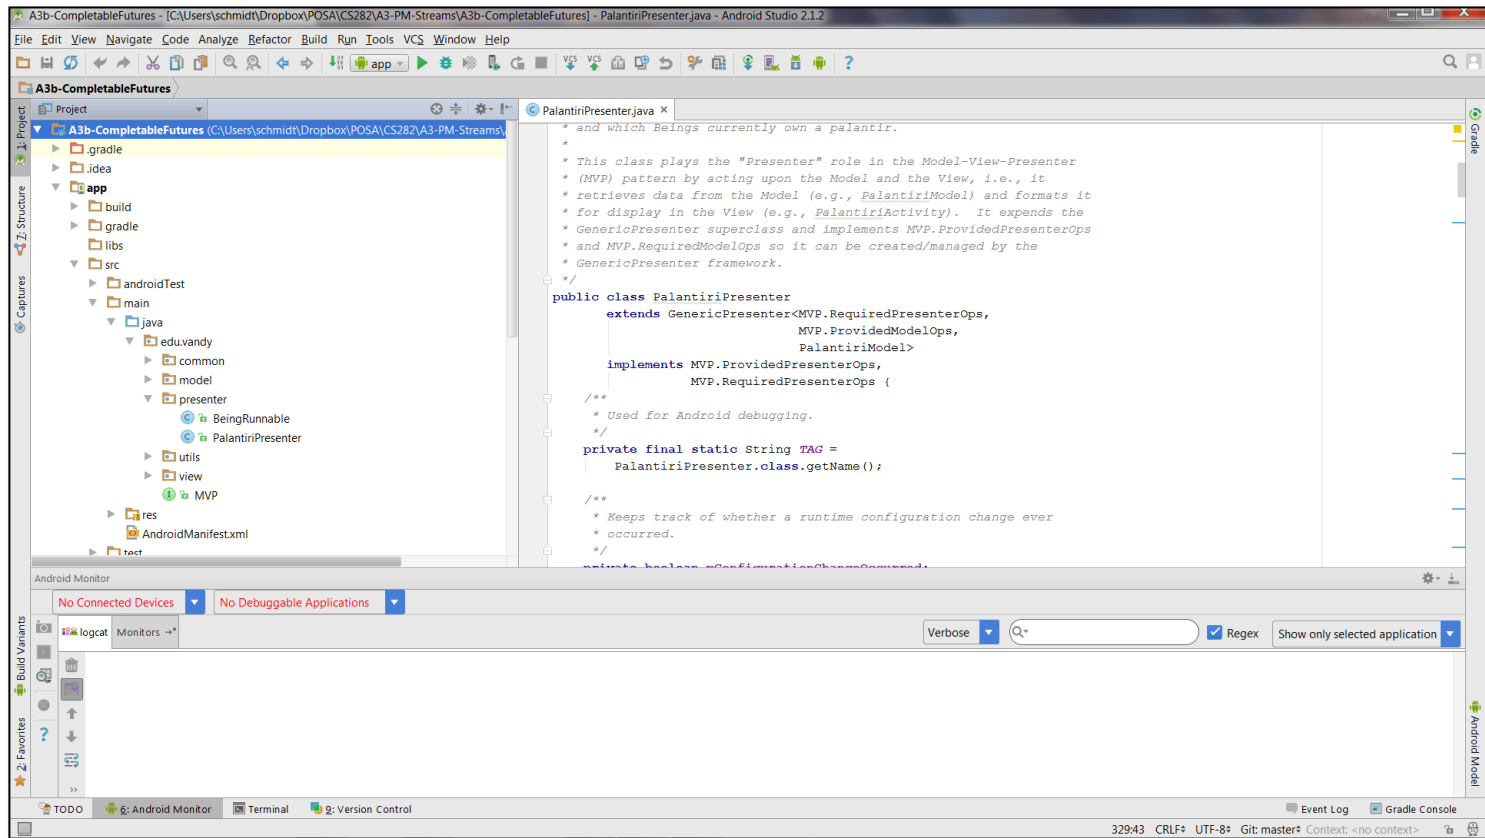 A3b-CompletableFutures - [C:\Users\schmidt\Dropbox\POSA\CS282\A3-PM-Streams\A3b-CompletableFutures] - PalantiriPresenter.java - Android Studio 2.1.2
File Edit View Navigate Code Analyze Refactor Build Run Tools VCS Window Help
app
A3b-CompletableFutures
Project
PalantiriPresenter.java
1: Project
Z: Structure
Captures
Build Variants
2: Favorites
A3b-CompletableFutures (C:\Users\schmidt\Dropbox\POSA\CS282\A3-PM-Streams\
.gradle
.idea
app
build
gradle
libs
src
androidTest
main
java
edu.vandy
common
model
presenter
BeingRunnable
PalantiriPresenter
utils
view
MVP
res
AndroidManifest.xml
test
* and which Beings currently own a palantir.
*
* This class plays the "Presenter" role in the Model-View-Presenter
* (MVP) pattern by acting upon the Model and the View, i.e., it
* retrieves data from the Model (e.g., PalantiriModel) and formats it
* for display in the View (e.g., PalantiriActivity).  It expends the
* GenericPresenter superclass and implements MVP.ProvidedPresenterOps
* and MVP.RequiredModelOps so it can be created/managed by the
* GenericPresenter framework.
*/
public class PalantiriPresenter
extends GenericPresenter<MVP.RequiredPresenterOps,
MVP.ProvidedModelOps,
PalantiriModel>
implements MVP.ProvidedPresenterOps,
MVP.RequiredPresenterOps {
/**
* Used for Android debugging.
*/
private final static String TAG =
PalantiriPresenter.class.getName();
/**
* Keeps track of whether a runtime configuration change ever
* occurred.
*/
private boolean mConfigurationChangeOccurred;
Gradle
Android Model
Android Monitor
No Connected Devices
No Debuggable Applications
logcat
Monitors
Verbose
Regex
Show only selected application
TODO
6: Android Monitor
Terminal
9: Version Control
Event Log
Gradle Console
329:43 CRLF UTF-8 Git: master Context: <no context>